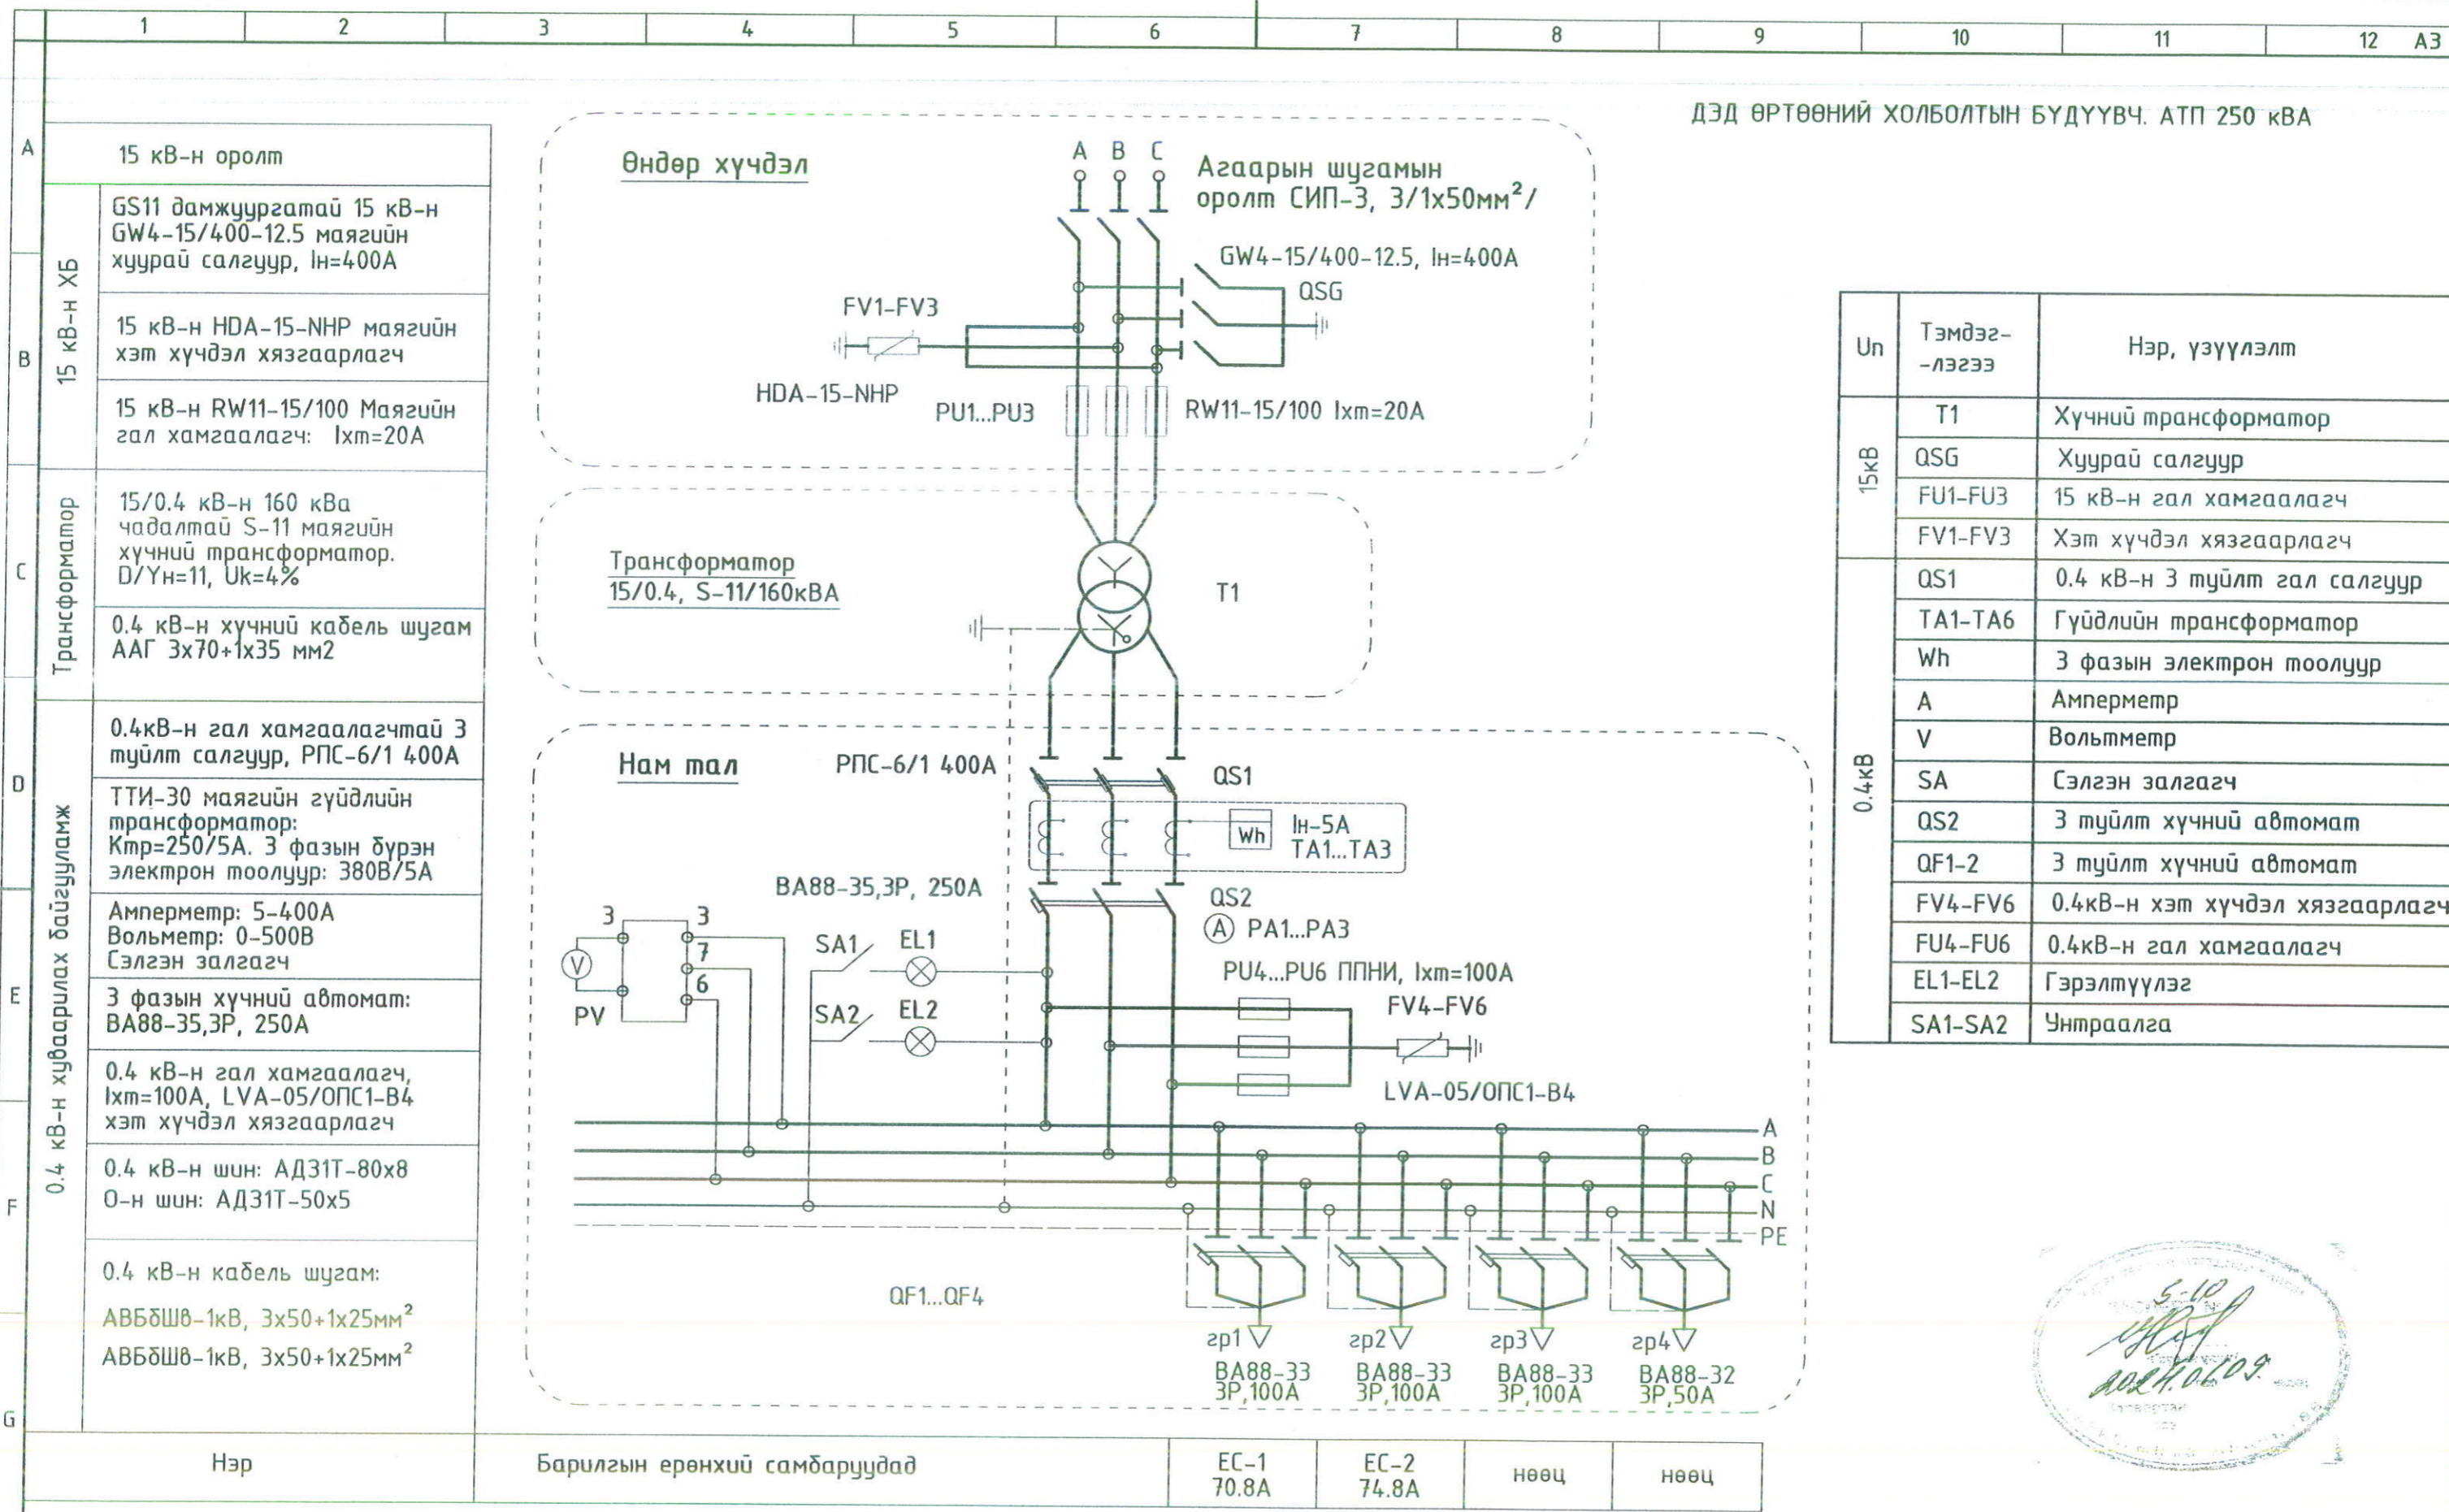 1 2 3 4 5 6 7 8 9 10 11 12 А3
A
B
C
D
E
F
G
ДЭД ӨРТӨӨНИЙ ХОЛБОЛТЫН БҮДҮҮВЧ. АТП 250 кВА
15 кВ-н оролт
15 кВ-н ХБ
GS11 дамжуургатай 15 кВ-н
GW4-15/400-12.5 маягийн
хуурай салгуур, Iн=400А
15 кВ-н HDA-15-NHP маягийн
хэт хүчдэл хязгаарлагч
15 кВ-н RW11-15/100 Маягийн
гал хамгаалагч: Iхт=20А
Трансформатор
15/0.4 кВ-н 160 кВа
чадалтай S-11 маягийн
хүчний трансформатор.
D/Yн=11, Uk=4%
0.4 кВ-н хүчний кабель шугам
ААГ 3х70+1х35 мм2
0.4 кВ-н хуваарилах байгууламж
0.4кВ-н гал хамгаалагчтай 3
туйлт салгуур, РПС-6/1 400А
ТТИ-30 маягийн гүйдлийн
трансформатор:
Kтр=250/5А. 3 фазын бүрэн
электрон тоолуур: 380В/5А
Амперметр: 5-400А
Вольметр: 0-500В
Сэлгэн залгагч
3 фазын хүчний автомат:
ВА88-35,3Р, 250А
0.4 кВ-н гал хамгаалагч,
Iхт=100А, LVA-05/ОПС1-В4
хэт хүчдэл хязгаарлагч
0.4 кВ-н шин: АД31Т-80х8
О-н шин: АД31Т-50х5
0.4 кВ-н кабель шугам:
АВБбШв-1кВ, 3х50+1х25мм²
АВБбШв-1кВ, 3х50+1х25мм²
Нэр
Өндөр хүчдэл
A B C
Агаарын шугамын
оролт СИП-3, 3/1х50мм²/
GW4-15/400-12.5, Iн=400А
QSG
FV1-FV3
HDA-15-NHP
PU1...PU3
RW11-15/100 Iхт=20А
Трансформатор
15/0.4, S-11/160кВА
T1
Нам тал
РПС-6/1 400А
QS1
Wh
Iн-5А
ТА1...ТА3
ВА88-35,3Р, 250А
QS2
A PA1...PA3
3 3
7
6
V
PV
SA1 EL1
SA2 EL2
PU4...PU6 ППНИ, Iхт=100А
FV4-FV6
LVA-05/ОПС1-В4
A
B
C
N
PE
QF1...QF4
гр1 гр2 гр3 гр4
ВА88-33 ВА88-33 ВА88-33 ВА88-32
3Р,100А 3Р,100А 3Р,100А 3Р,50А
Барилгын ерөнхий самбаруудад
ЕС-1 ЕС-2 нөөц нөөц
70.8А 74.8А
Un Тэмдэг-
-лэгээ Нэр, үзүүлэлт
15кВ
T1 Хүчний трансформатор
QSG Хуурай салгуур
FU1-FU3 15 кВ-н гал хамгаалагч
FV1-FV3 Хэт хүчдэл хязгаарлагч
0.4кВ
QS1 0.4 кВ-н 3 туйлт гал салгуур
TA1-TA6 Гүйдлийн трансформатор
Wh 3 фазын электрон тоолуур
A Амперметр
V Вольтметр
SA Сэлгэн залгагч
QS2 3 туйлт хүчний автомат
QF1-2 3 туйлт хүчний автомат
FV4-FV6 0.4кВ-н хэт хүчдэл хязгаарлагч
FU4-FU6 0.4кВ-н гал хамгаалагч
EL1-EL2 Гэрэлтүүлэг
SA1-SA2 Унтраалга
5-10